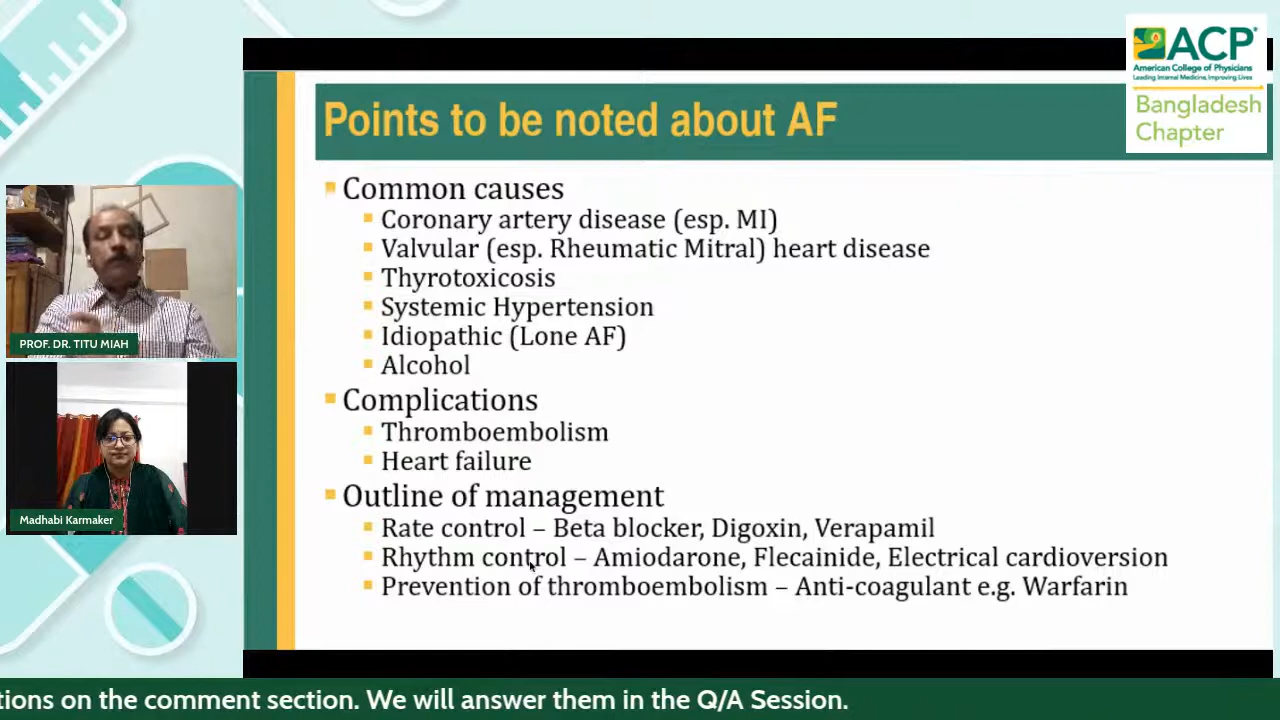 ACP
American College of Physicians
Leading Internal Medicine, Improving Lives
Bangladesh
Chapter
Points to be noted about AF
Common causes
Coronary artery disease (esp. MI)
Valvular (esp. Rheumatic Mitral) heart disease
Thyrotoxicosis
Systemic Hypertension
Idiopathic (Lone AF)
Alcohol
Complications
Thromboembolism
Heart failure
Outline of management
Rate control – Beta blocker, Digoxin, Verapamil
Rhythm control – Amiodarone, Flecainide, Electrical cardioversion
Prevention of thromboembolism – Anti-coagulant e.g. Warfarin
PROF. DR. TITU MIAH
Madhabi Karmaker
tions on the comment section. We will answer them in the Q/A Session.